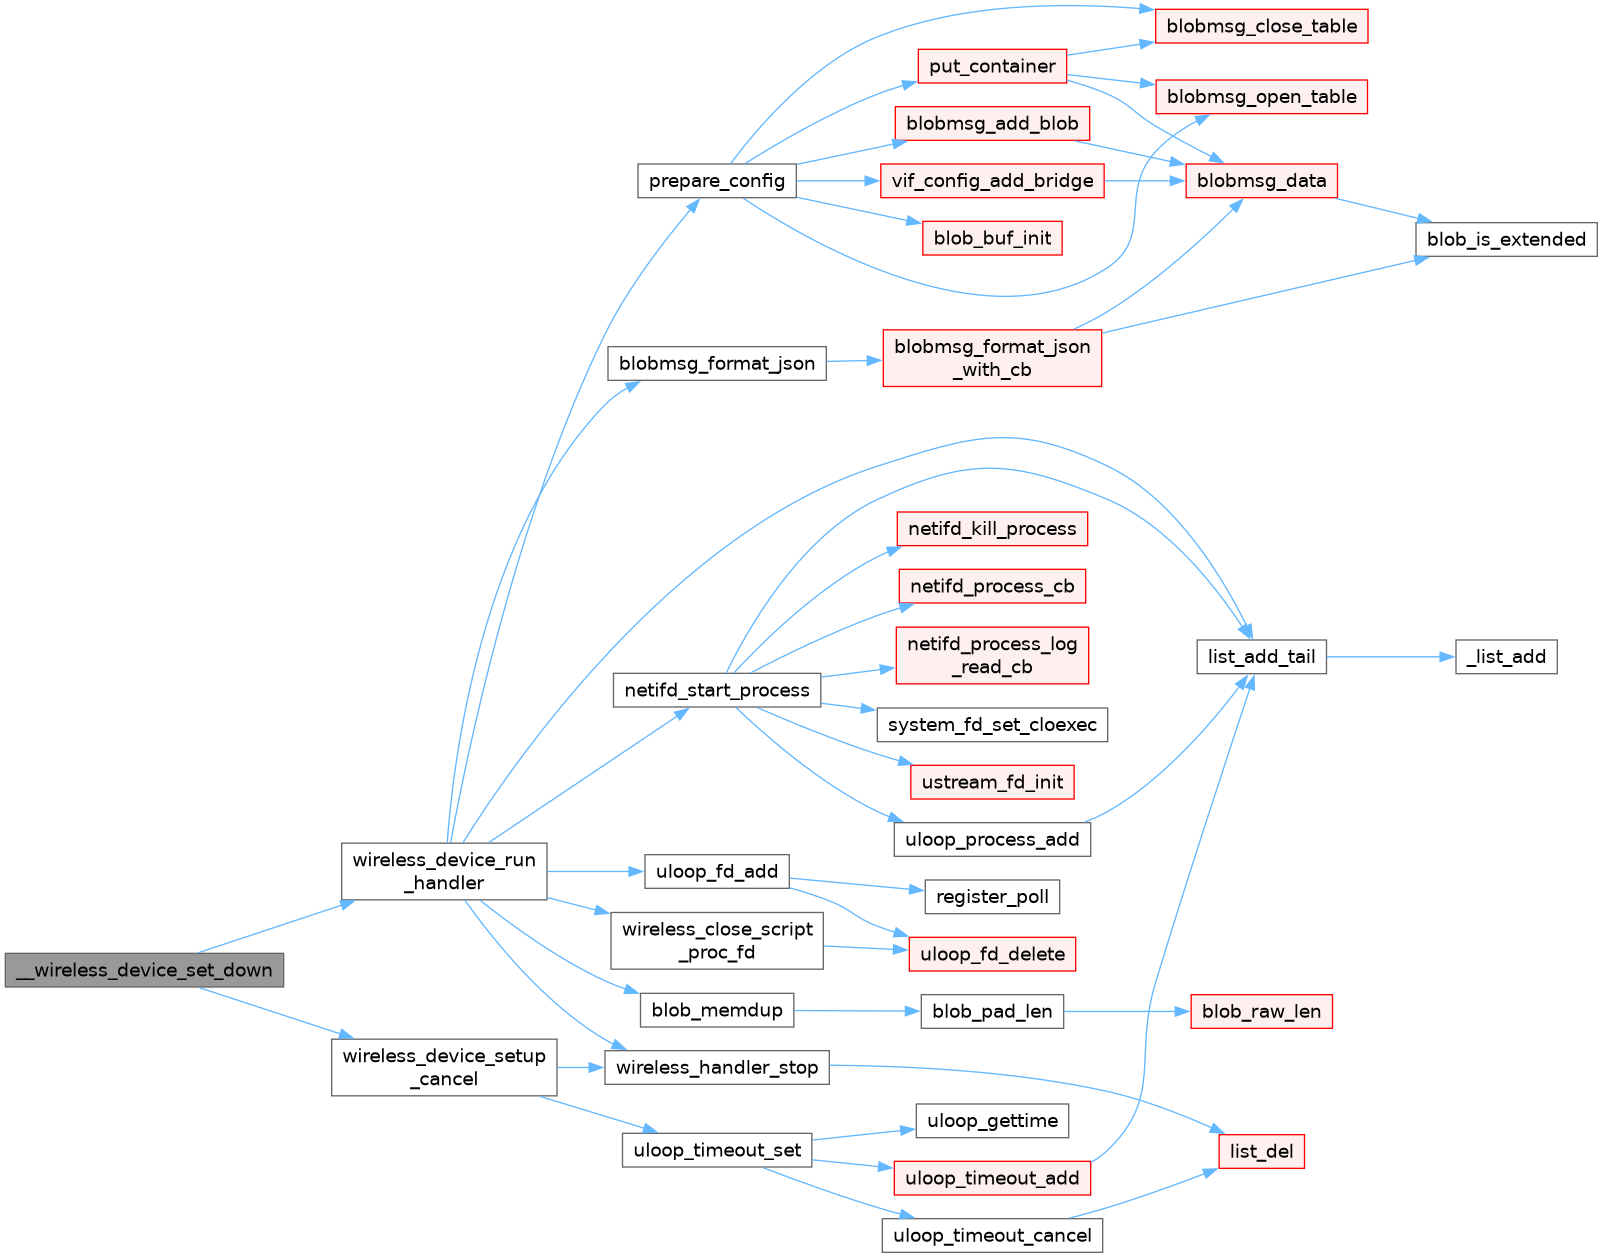 blobmsg_close_table
put_container
blobmsg_open_table
blobmsg_add_blob
prepare_config
vif_config_add_bridge
blobmsg_data
blob_buf_init
blob_is_extended
blobmsg_format_json
blobmsg_format_json
_with_cb
netifd_kill_process
netifd_process_cb
netifd_process_log
_read_cb
list_add_tail
_list_add
netifd_start_process
system_fd_set_cloexec
ustream_fd_init
uloop_process_add
wireless_device_run
_handler
uloop_fd_add
register_poll
wireless_close_script
_proc_fd
uloop_fd_delete
__wireless_device_set_down
blob_memdup
blob_pad_len
blob_raw_len
wireless_device_setup
_cancel
wireless_handler_stop
uloop_gettime
uloop_timeout_set
list_del
uloop_timeout_add
uloop_timeout_cancel